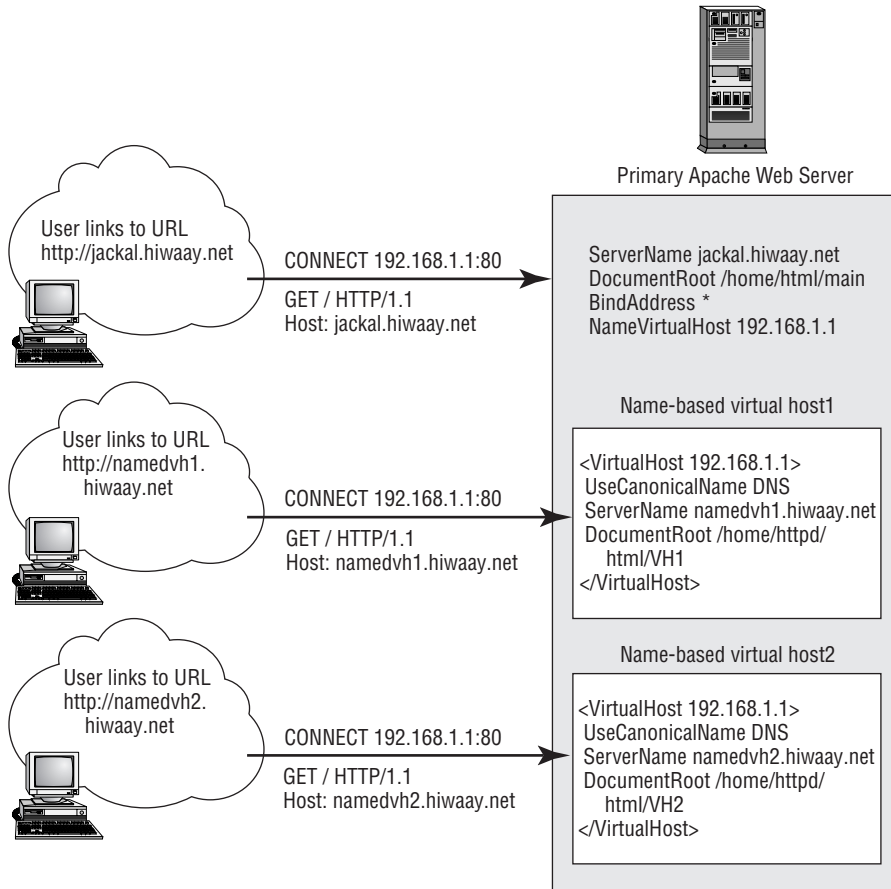 Primary Apache Web Server
User links to URL
http://jackal.hiwaay.net
CONNECT 192.168.1.1:80
GET / HTTP/1.1
Host: jackal.hiwaay.net
ServerName jackal.hiwaay.net
DocumentRoot /home/html/main
BindAddress *
NameVirtualHost 192.168.1.1
User links to URL
http://namedvh1.
hiwaay.net
CONNECT 192.168.1.1:80
GET / HTTP/1.1
Host: namedvh1.hiwaay.net
Name-based virtual host1
<VirtualHost 192.168.1.1>
UseCanonicalName DNS
ServerName namedvh1.hiwaay.net
DocumentRoot /home/httpd/
html/VH1
</VirtualHost>
User links to URL
http://namedvh2.
hiwaay.net
CONNECT 192.168.1.1:80
GET / HTTP/1.1
Host: namedvh2.hiwaay.net
Name-based virtual host2
<VirtualHost 192.168.1.1>
UseCanonicalName DNS
ServerName namedvh2.hiwaay.net
DocumentRoot /home/httpd/
html/VH2
</VirtualHost>